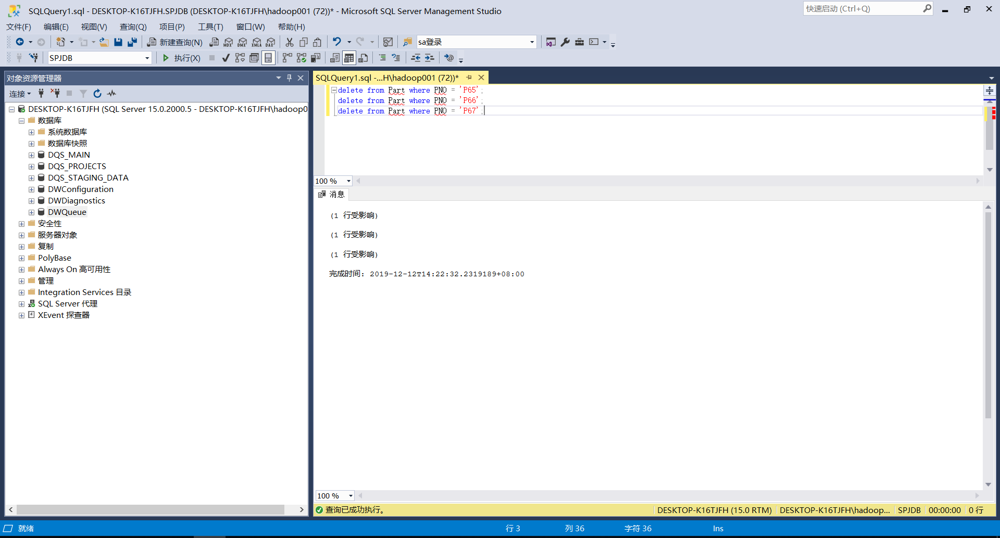 SQLQuery1.sql - DESKTOP-K16TJFH.SPJDB (DESKTOP-K16TJFH\hadoop001 (72))* - Microsoft SQL Server Management Studio
快速启动 (Ctrl+Q)
文件(F) 编辑(E) 视图(V) 查询(Q) 项目(P) 工具(T) 窗口(W) 帮助(H)
新建查询(N) MDX DMX XMLA DAX sa登录
SPJDB 执行(X)
对象资源管理器
连接
DESKTOP-K16TJFH (SQL Server 15.0.2000.5 - DESKTOP-K16TJFH\hadoop0
数据库
系统数据库
数据库快照
DQS_MAIN
DQS_PROJECTS
DQS_STAGING_DATA
DWConfiguration
DWDiagnostics
DWQueue
安全性
服务器对象
复制
PolyBase
Always On 高可用性
管理
Integration Services 目录
SQL Server 代理
XEvent 探查器
SQLQuery1.sql -...H\hadoop001 (72))*
delete from Part where PNO = 'P65';
delete from Part where PNO = 'P66';
delete from Part where PNO = 'P67';
100 %
消息
(1 行受影响)
(1 行受影响)
(1 行受影响)
完成时间: 2019-12-12T14:22:32.2319189+08:00
100 %
查询已成功执行。 DESKTOP-K16TJFH (15.0 RTM) DESKTOP-K16TJFH\hadoop... SPJDB 00:00:00 0 行
就绪 行 3 列 36 字符 36 Ins